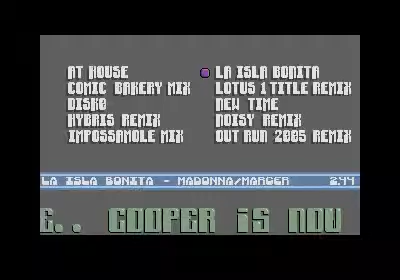 AT HOUSE
COMIC BAKERY MIX
DISKO
HYBRIS REMIX
IMPOSSAMOLE MIX
LA ISLA BONITA
LOTUS 1 TITLE REMIX
NEW TIME
NOISY REMIX
OUT RUN 2005 REMIX
LA ISLA BONITA - MADONNA/MARCER 2:44
E.. COOPER IS NOW